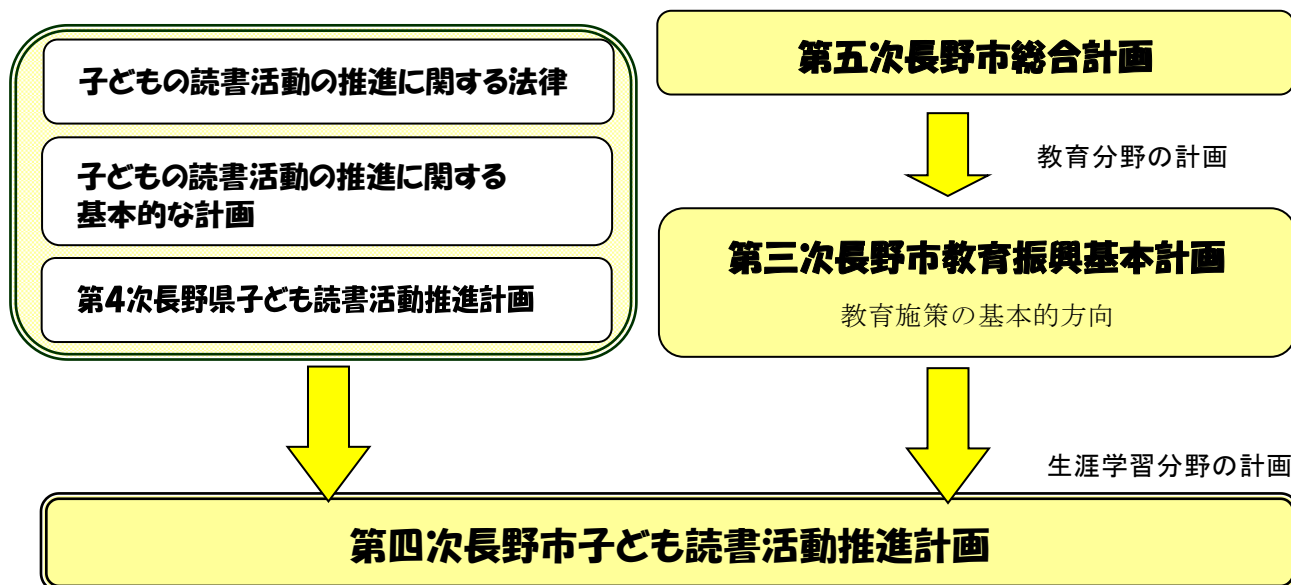 子どもの読書活動の推進に関する法律
子どもの読書活動の推進に関する
基本的な計画
第4次長野県子ども読書活動推進計画
第五次長野市総合計画
教育分野の計画
第三次長野市教育振興基本計画
教育施策の基本的方向
生涯学習分野の計画
第四次長野市子ども読書活動推進計画